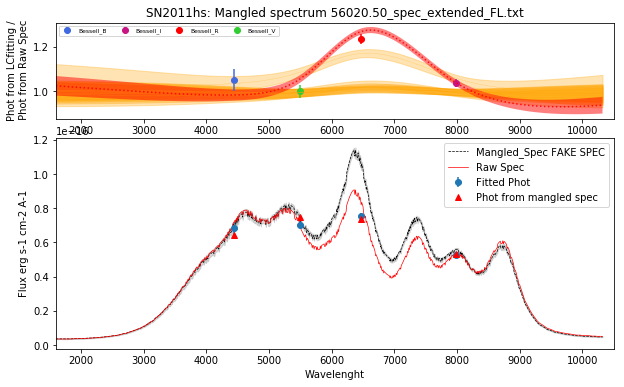 SN2011hs: Mangled spectrum 56020.50_spec_extended_FL.txt
Phot from LCfitting /
Phot from Raw Spec
1.2
1.0
Bessell_B
Bessell_I
Bessell_R
Bessell_V
2000 3000 4000 5000 6000 7000 8000 9000 10000
1e−16
Flux erg s-1 cm-2 A-1
1.2
1.0
0.8
0.6
0.4
0.2
0.0
Mangled_Spec FAKE SPEC
Raw Spec
Fitted Phot
Phot from mangled spec
2000 3000 4000 5000 6000 7000 8000 9000 10000
Wavelenght